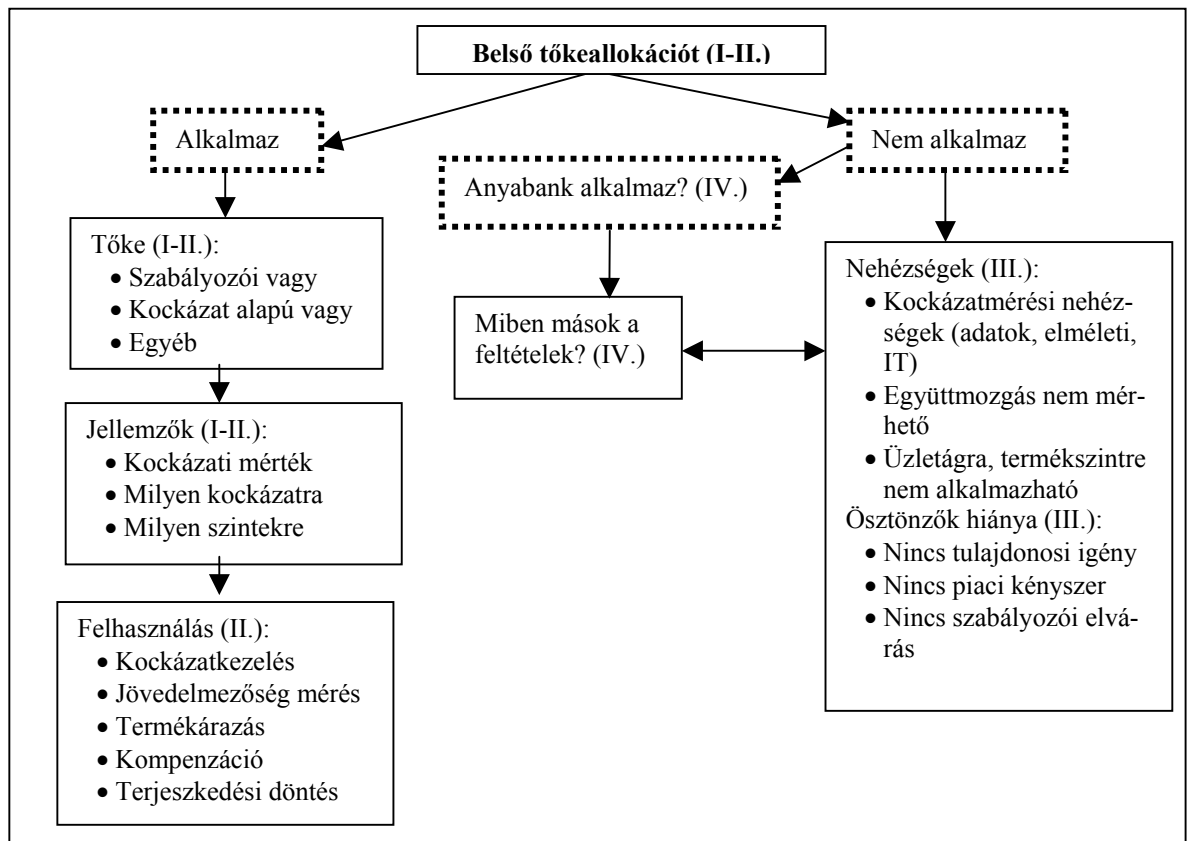 Belső tőkeallokációt (I-II.)
Alkalmaz
Nem alkalmaz
Anyabank alkalmaz? (IV.)
Tőke (I-II.):
• Szabályozói vagy
• Kockázat alapú vagy
• Egyéb
Miben mások a
feltételek? (IV.)
Nehézségek (III.):
• Kockázatmérési nehéz-
ségek (adatok, elméleti,
IT)
• Együttmozgás nem mér-
hető
• Üzletágra, termékszintre
nem alkalmazható
Ösztönzők hiánya (III.):
• Nincs tulajdonosi igény
• Nincs piaci kényszer
• Nincs szabályozói elvá-
rás
Jellemzők (I-II.):
• Kockázati mérték
• Milyen kockázatra
• Milyen szintekre
Felhasználás (II.):
• Kockázatkezelés
• Jövedelmezőség mérés
• Termékárazás
• Kompenzáció
• Terjeszkedési döntés